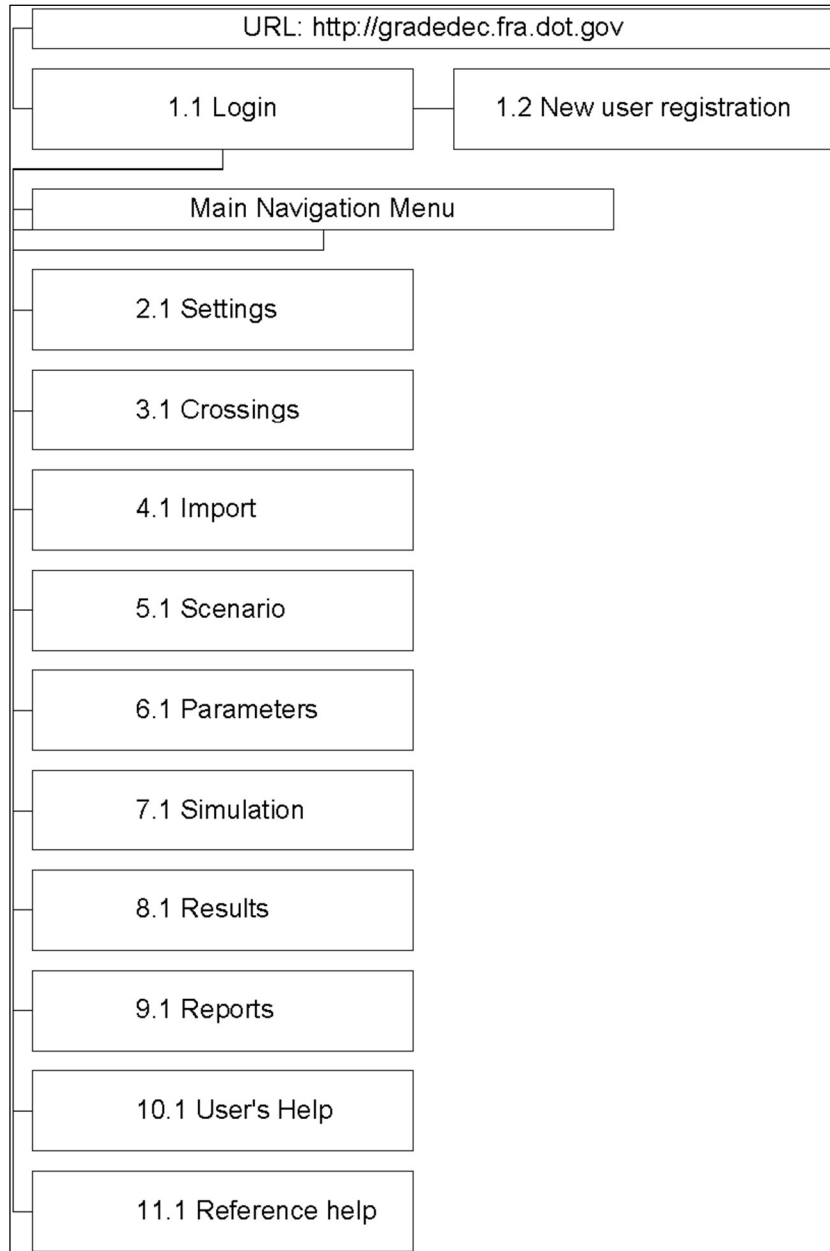 URL: http://gradedec.fra.dot.gov
1.1 Login
1.2 New user registration
Main Navigation Menu
2.1 Settings
3.1 Crossings
4.1 Import
5.1 Scenario
6.1 Parameters
7.1 Simulation
8.1 Results
9.1 Reports
10.1 User's Help
11.1 Reference help